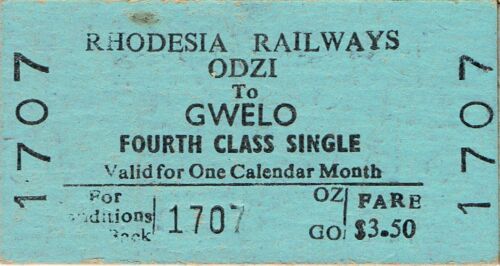 RHODESIA RAILWAYS
ODZI
To
GWELO
FOURTH CLASS SINGLE
Valid for One Calendar Month
1707
1707
For
nditions
1707
OZ
GO
FARE
$3.50